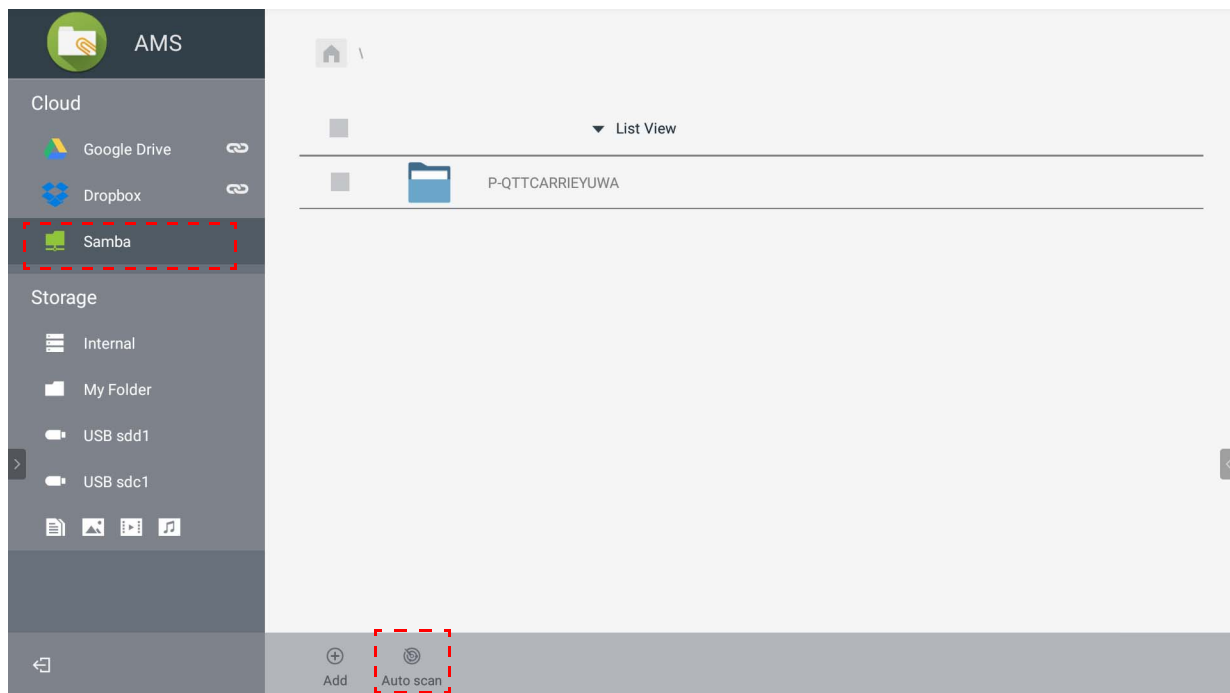 AMS
Cloud
Google Drive
Dropbox
Samba
Storage
Internal
My Folder
USB sdd1
USB sdc1
\
List View
P-QTTCARRIEYUWA
Add
Auto scan